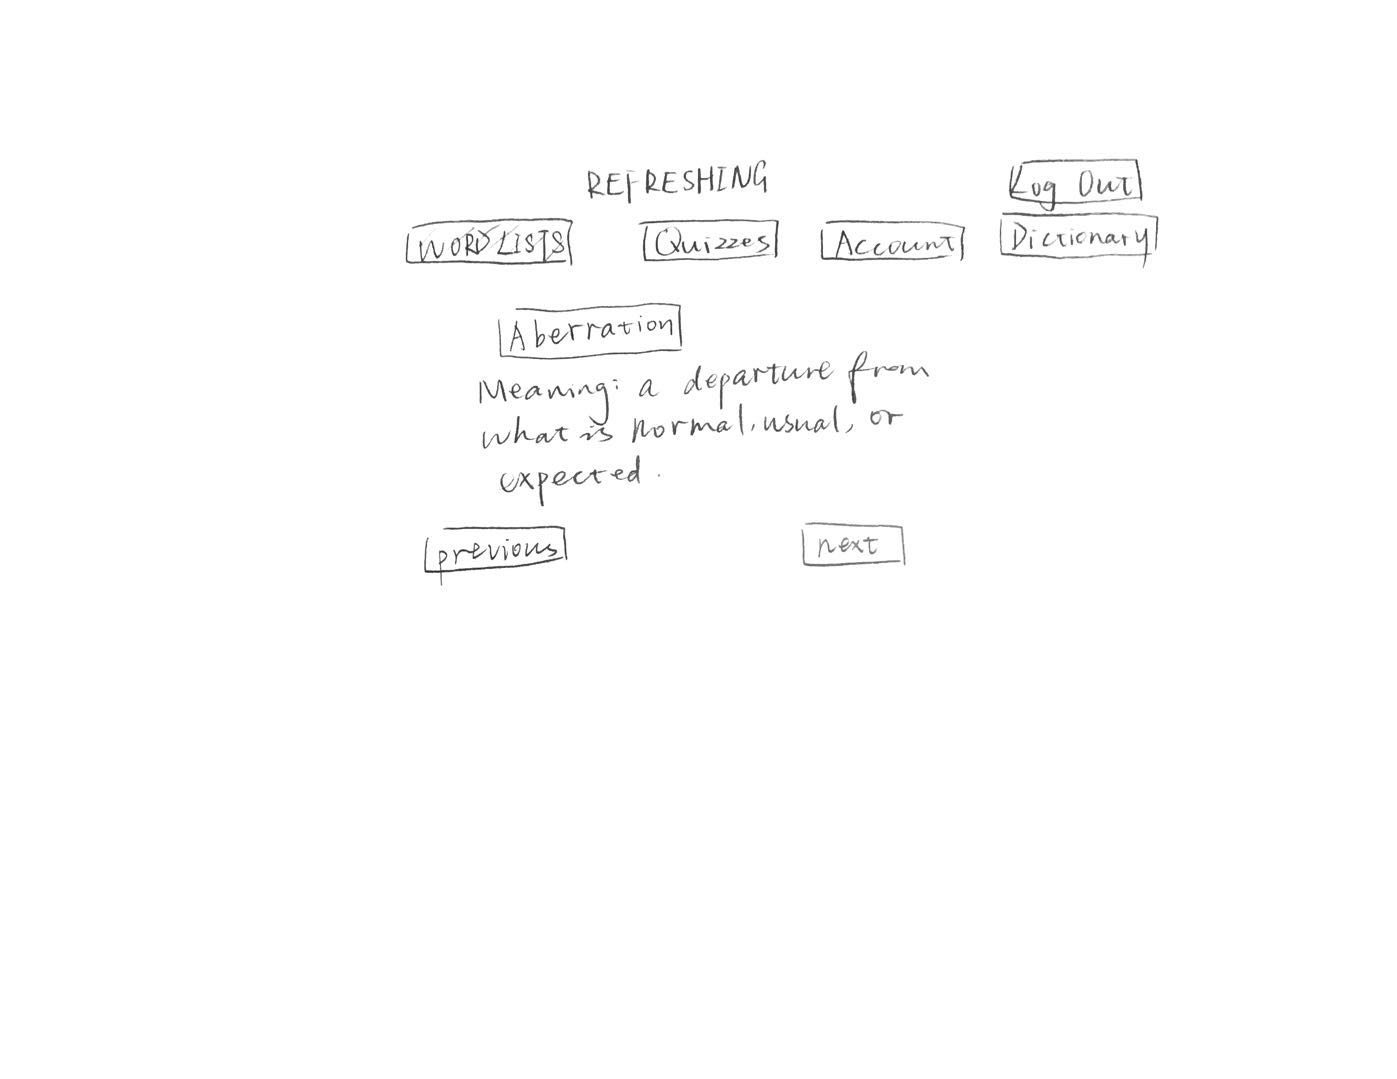 REFRESHING
Log Out
WORD LISTS
Quizzes
Account
Dictionary
Aberration
Meaning: a departure from
what is normal, usual, or
expected.
previous
next